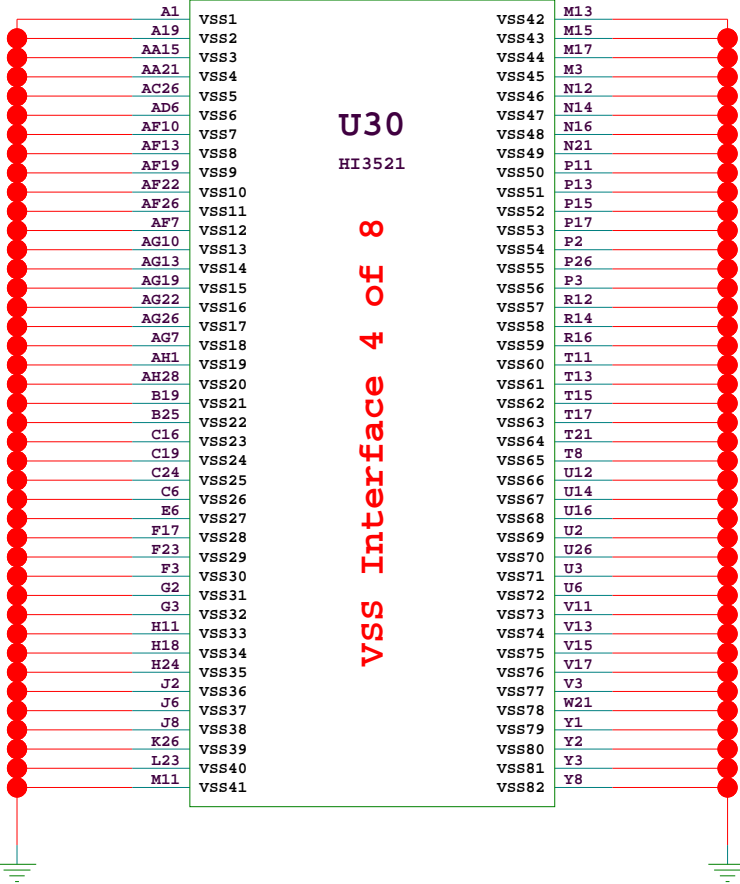 A1 VSS1 VSS42 M13
A19 VSS2 VSS43 M15
AA15 VSS3 VSS44 M17
AA21 VSS4 VSS45 M3
AC26 VSS5 VSS46 N12
AD6 VSS6 VSS47 N14
AF10 VSS7 VSS48 N16
AF13 VSS8 VSS49 N21
AF19 VSS9 VSS50 P11
AF22 VSS10 VSS51 P13
AF26 VSS11 VSS52 P15
AF7 VSS12 VSS53 P17
AG10 VSS13 VSS54 P2
AG13 VSS14 VSS55 P26
AG19 VSS15 VSS56 P3
AG22 VSS16 VSS57 R12
AG26 VSS17 VSS58 R14
AG7 VSS18 VSS59 R16
AH1 VSS19 VSS60 T11
AH28 VSS20 VSS61 T13
B19 VSS21 VSS62 T15
B25 VSS22 VSS63 T17
C16 VSS23 VSS64 T21
C19 VSS24 VSS65 T8
C24 VSS25 VSS66 U12
C6 VSS26 VSS67 U14
E6 VSS27 VSS68 U16
F17 VSS28 VSS69 U2
F23 VSS29 VSS70 U26
F3 VSS30 VSS71 U3
G2 VSS31 VSS72 U6
G3 VSS32 VSS73 V11
H11 VSS33 VSS74 V13
H18 VSS34 VSS75 V15
H24 VSS35 VSS76 V17
J2 VSS36 VSS77 V3
J6 VSS37 VSS78 W21
J8 VSS38 VSS79 Y1
K26 VSS39 VSS80 Y2
L23 VSS40 VSS81 Y3
M11 VSS41 VSS82 Y8
U30
HI3521
VSS Interface 4 of 8